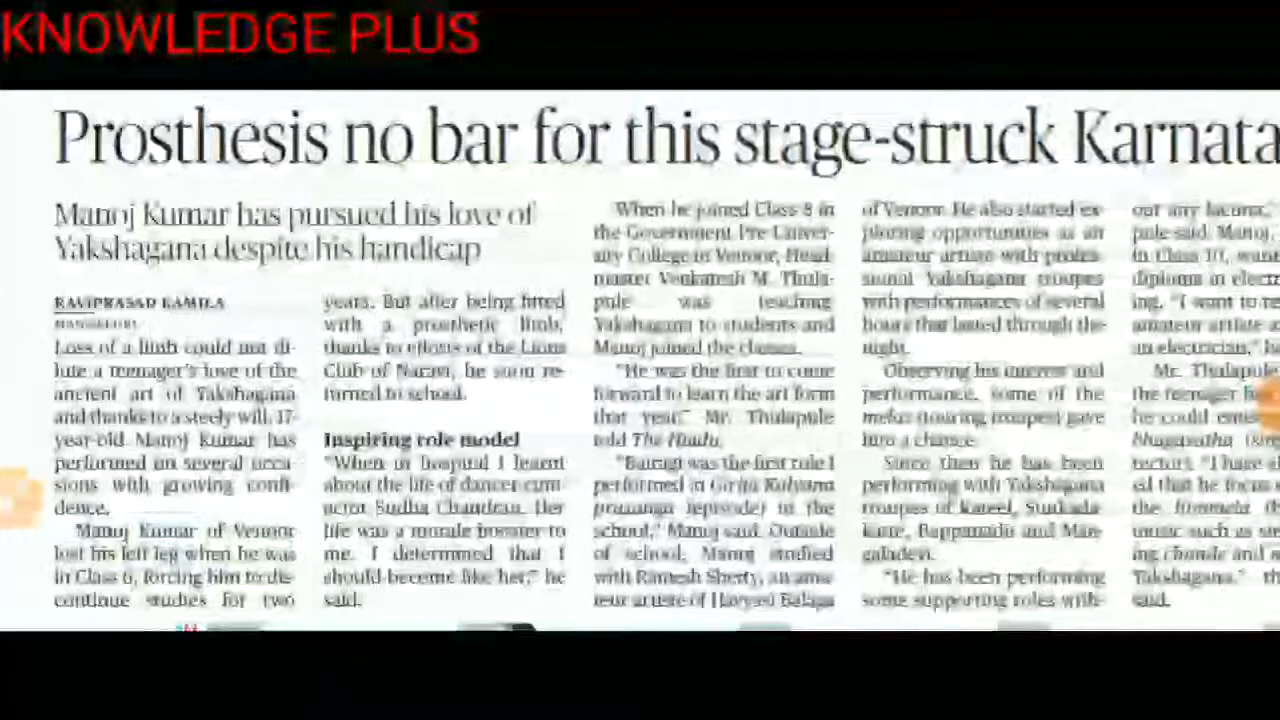 KNOWLEDGE PLUS
Prosthesis no bar for this stage-struck Karnata
Manoj Kumar has pursued his love of
Yakshagana despite his handicap
RAVIPRASAD KAMILA
MANGALURU
Loss of a limb could not di-
lute a teenager's love of the
ancient art of Yakshagana
and thanks to a steely will, 17-
year-old Manoj Kumar has
performed on several occa-
sions with growing confi-
dence.
Manoj Kumar of Venoor
lost his left leg when he was
in Class 6, forcing him to dis-
continue studies for two
years. But after being fitted
with a prosthetic limb,
thanks to efforts of the Lions
Club of Naravi, he soon re-
turned to school.
Inspiring role model
"When in hospital I learnt
about the life of dancer-cum-
actor Sudha Chandran. Her
life was a morale booster to
me. I determined that I
should become like her," he
said.
When he joined Class 8 in
the Government Pre-Univer-
sity College in Venoor, Head-
master Venkatesh M. Thula-
pule was teaching
Yakshagana to students and
Manoj joined the classes.
"He was the first to come
forward to learn the art form
that year," Mr. Thulapule
told The Hindu.
"Bairagi was the first role I
performed in Girija Kalyana
prasanga (episode) in the
school," Manoj said. Outside
of school, Manoj studied
with Ramesh Shetty, an ama-
teur artiste of Havyasi Balaga
of Venoor. He also started ex-
ploring opportunities as an
amateur artiste with profes-
sional Yakshagana troupes
with performances of several
hours that lasted through the
night.
Observing his interest and
performance, some of the
melas (touring troupes) gave
him a chance.
Since then he has been
performing with Yakshagana
troupes of Kateel, Sunkada-
katte, Bappanadu and Man-
galadevi.
"He has been performing
some supporting roles with-
out any lacuna,"
pule said. Manoj,
in Class 10, want
diploma in electr
ing. "I want to re
amateur artiste a
an electrician," he
Mr. Thulapule
the teenager
he could
Bhagavatha
tectors. "I have
ed that he focus
the himmela
music such as
ing chande and
Yakshagana,"
said.